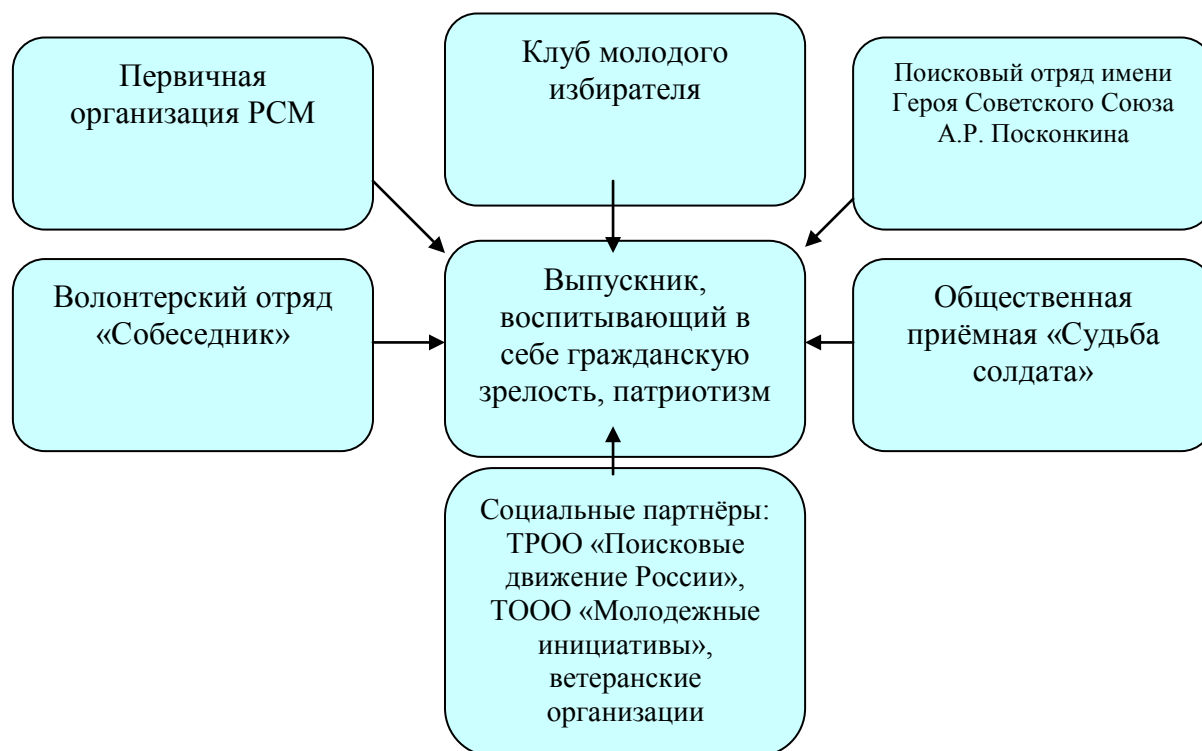 Первичная
организация РСМ
Клуб молодого
избирателя
Поисковый отряд имени
Героя Советского Союза
А.Р. Посконкина
Волонтерский отряд
«Собеседник»
Выпускник,
воспитывающий в
себе гражданскую
зрелость, патриотизм
Общественная
приёмная «Судьба
солдата»
Социальные партнёры:
ТРОО «Поисковые
движение России»,
ТООО «Молодежные
инициативы»,
ветеранские
организации